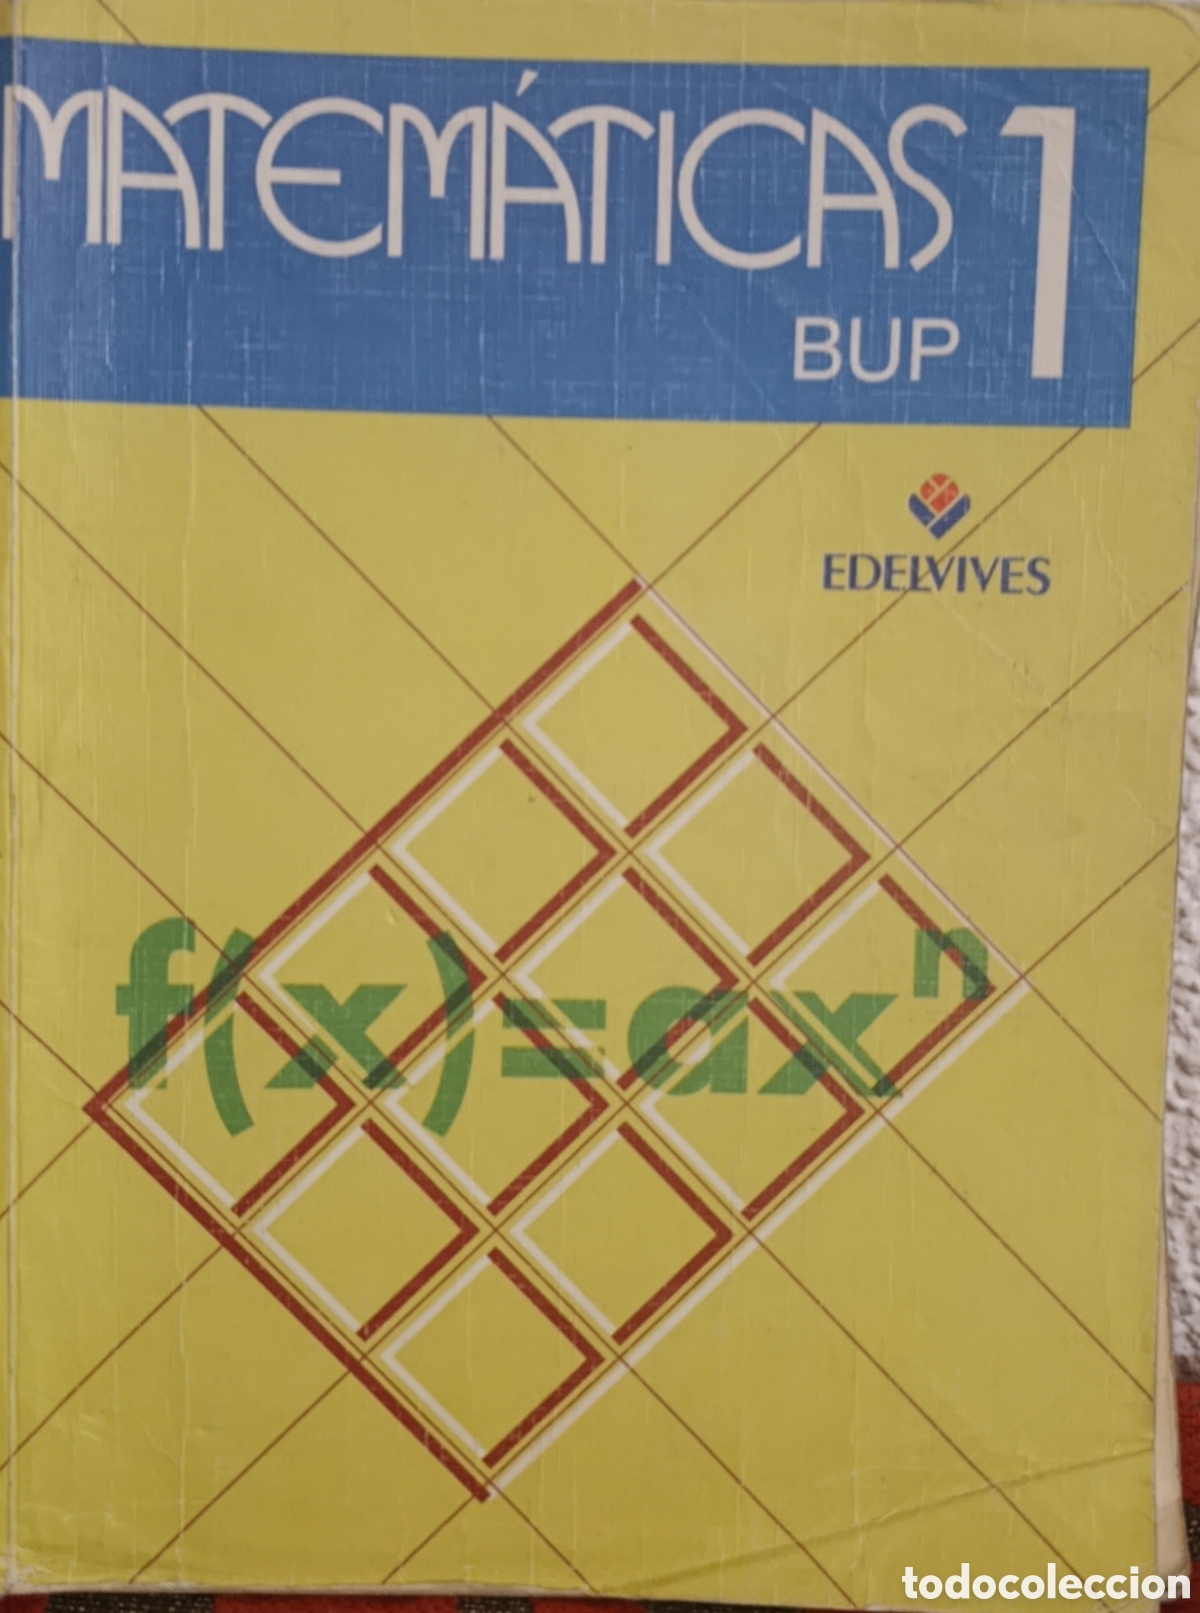 MATEMÁTICAS 1
BUP
EDELVIVES
f(x)=axⁿ
todocoleccion